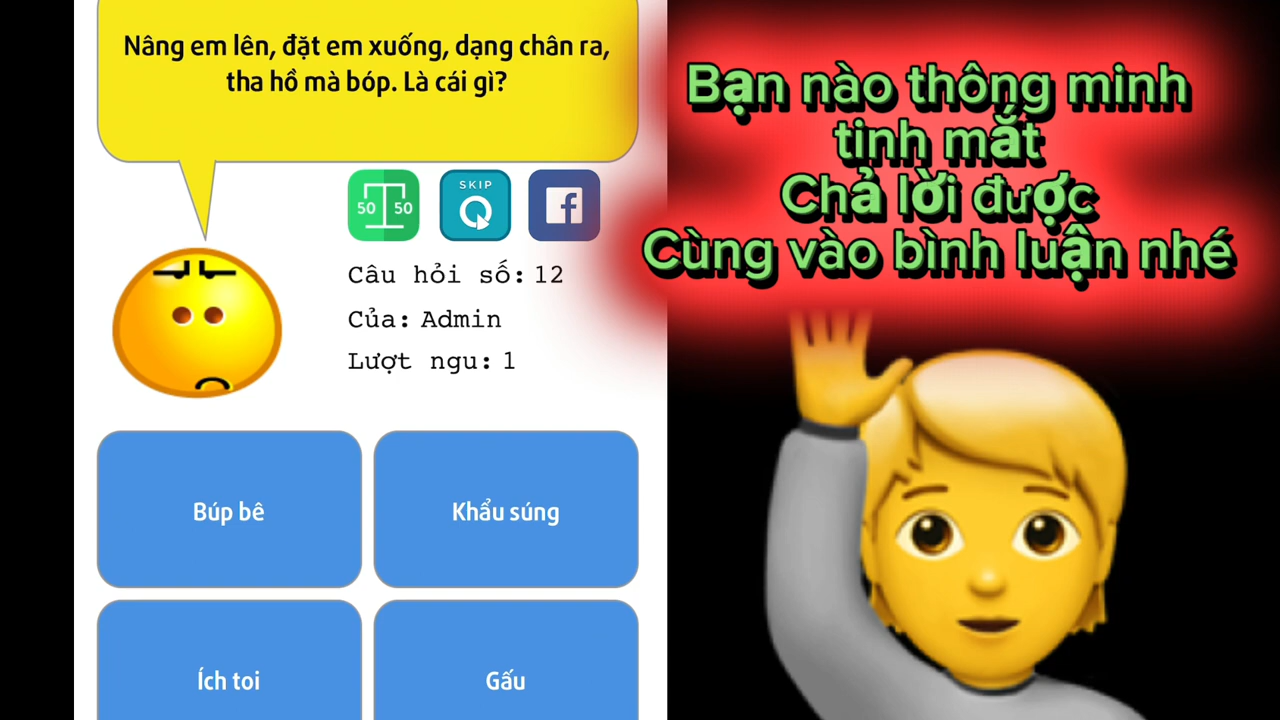 Nâng em lên, đặt em xuống, dạng chân ra,
tha hồ mà bóp. Là cái gì?
50 50
SKIP
f
Câu hỏi số: 12
Của: Admin
Lượt ngu: 1
Búp bê
Khẩu súng
Ích toi
Gấu
Bạn nào thông minh
tinh mắt
Chả lời được
Cùng vào bình luận nhé